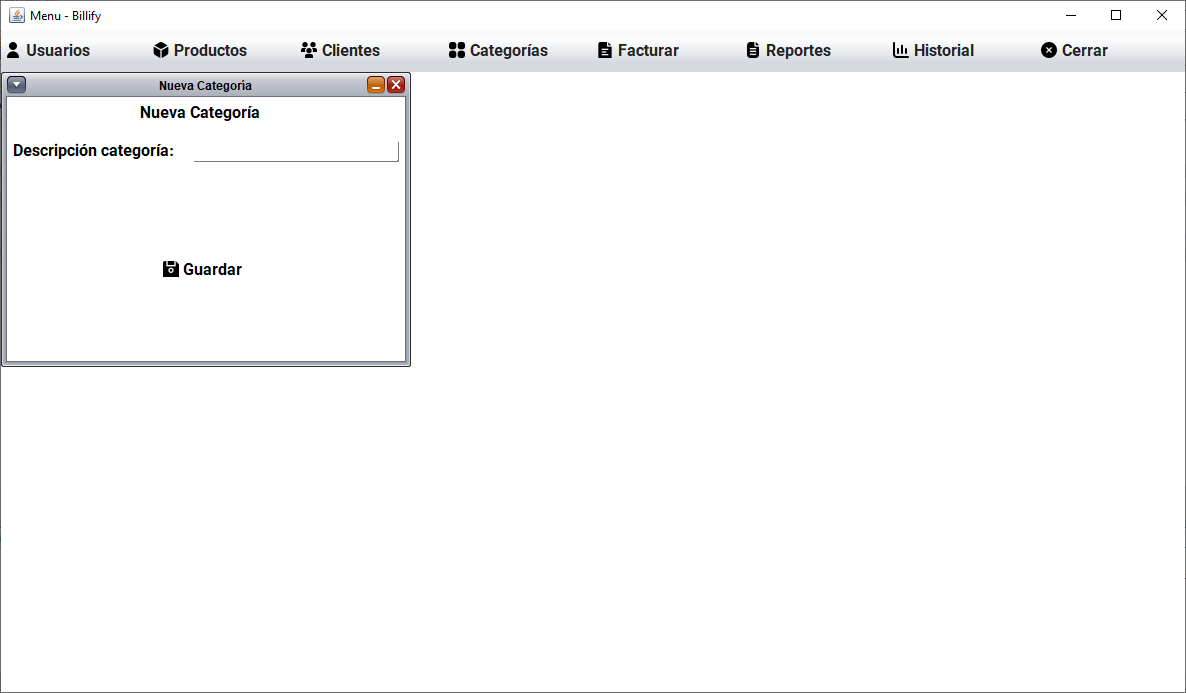 Menu - Billify
Usuarios Productos Clientes Categorías Facturar Reportes Historial Cerrar
Nueva Categoría
Nueva Categoría
Descripción categoría:
Guardar